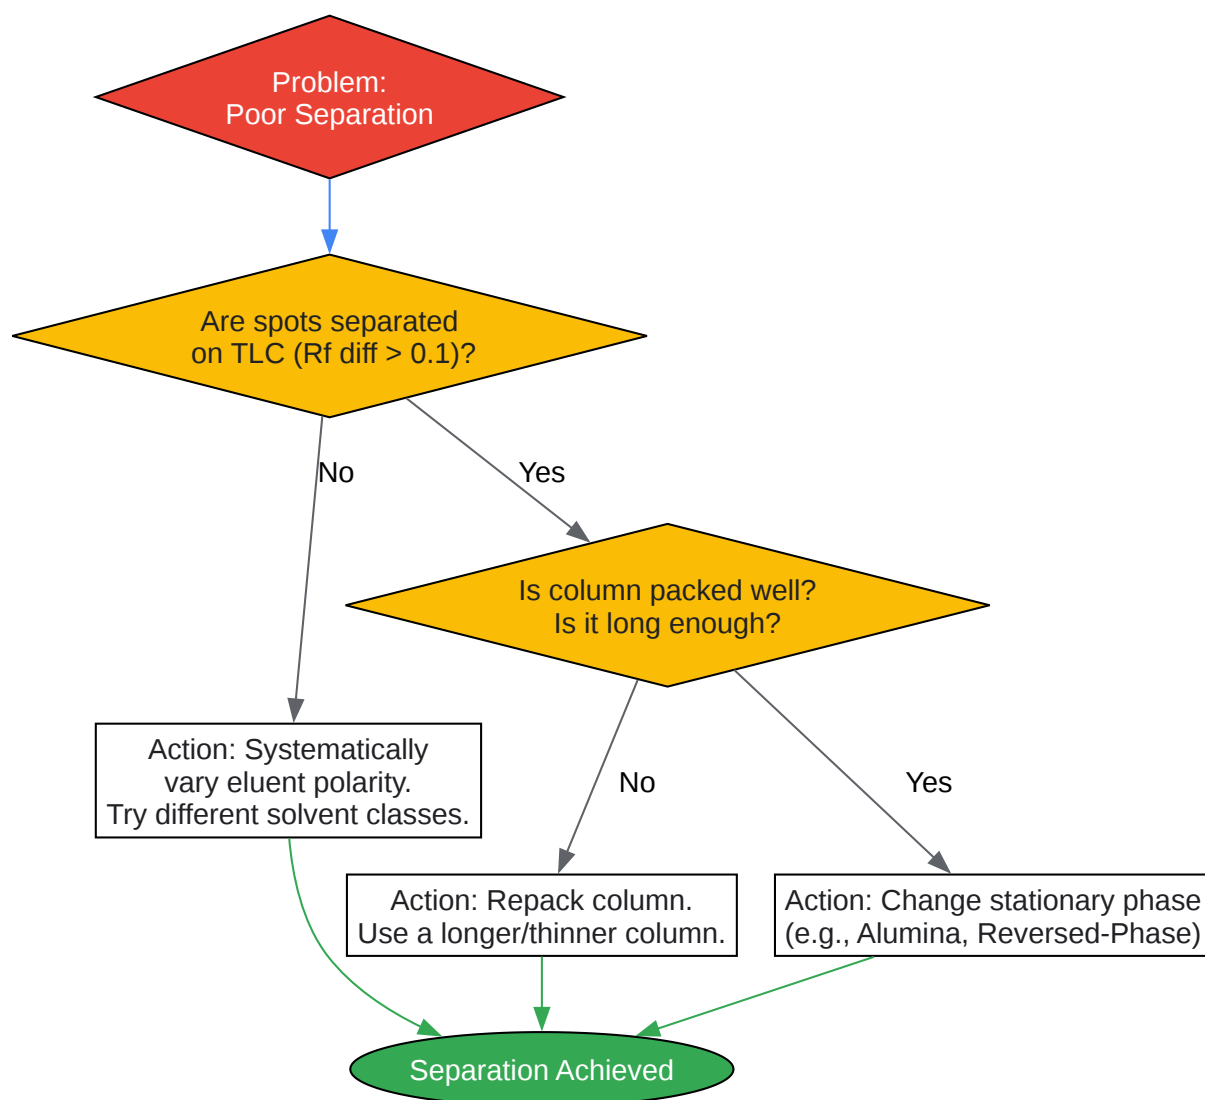 Problem:
Poor Separation
Are spots separated
on TLC (Rf diff > 0.1)?
No
Yes
Is column packed well?
Is it long enough?
Action: Systematically
vary eluent polarity.
Try different solvent classes.
No
Yes
Action: Repack column.
Use a longer/thinner column.
Action: Change stationary phase
(e.g., Alumina, Reversed-Phase)
Separation Achieved